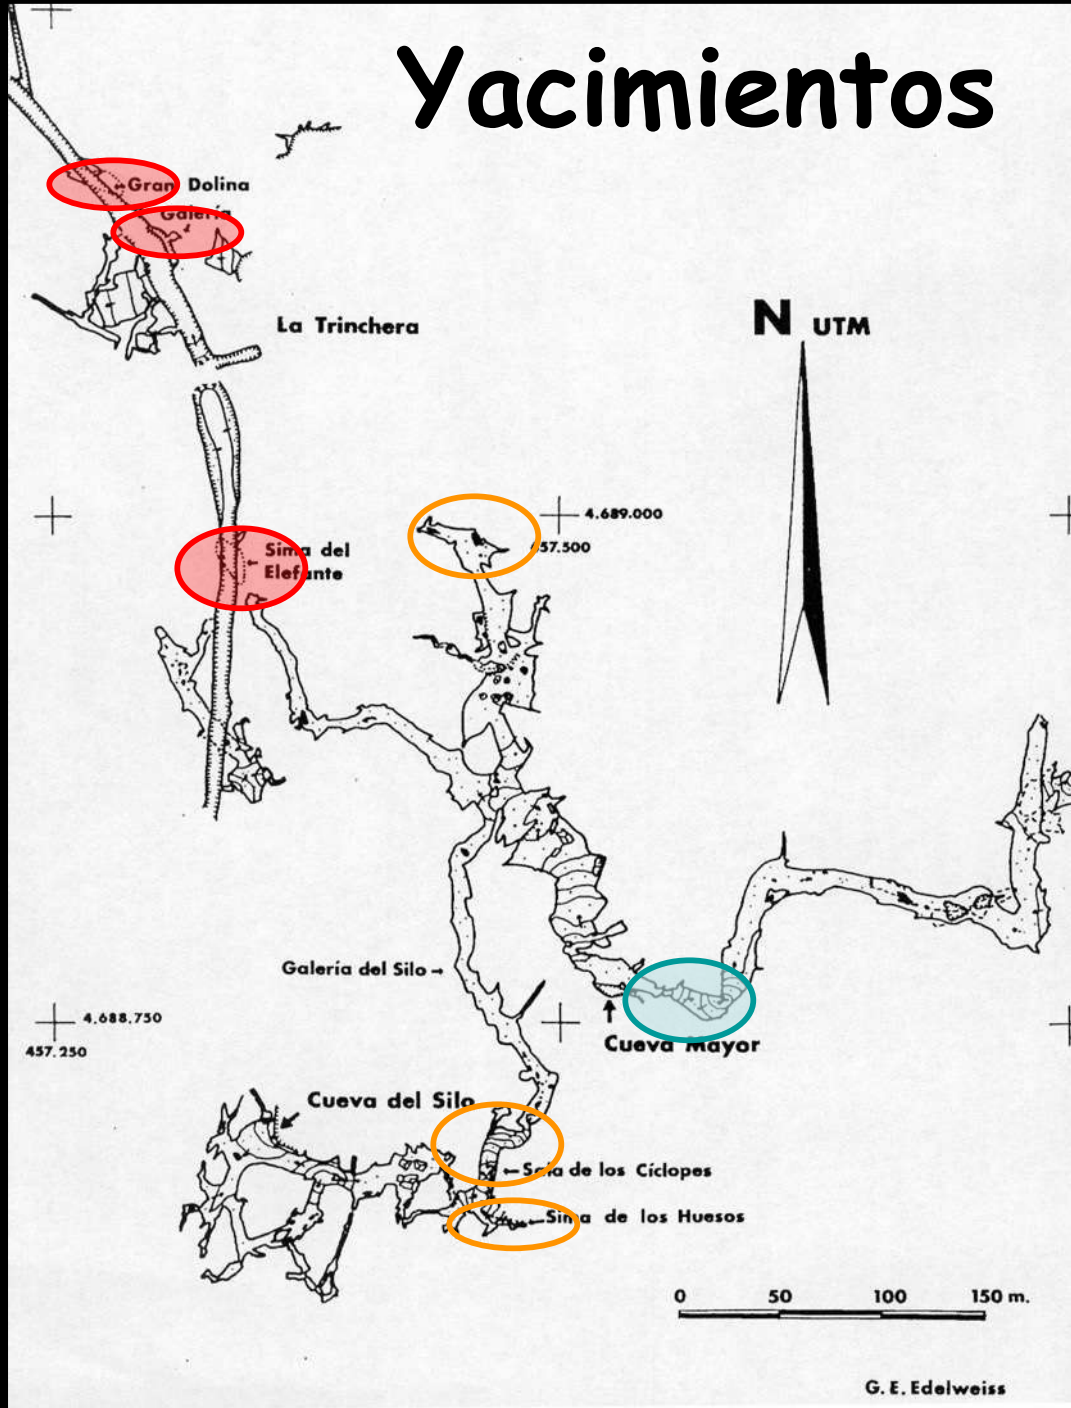 Yacimientos
Gran Dolina
Galería
La Trinchera
N UTM
4.689.000
457.500
Sima del
Elefante
Galería del Silo
4.688.750
457.250
Cueva Mayor
Cueva del Silo
Sala de los Cíclopes
Sima de los Huesos
0 50 100 150 m.
G. E. Edelweiss